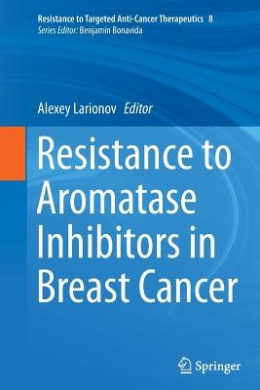 Resistance to Targeted Anti-Cancer Therapeutics 8
Series Editor: Benjamin Bonavida
Alexey Larionov Editor
Resistance to
Aromatase
Inhibitors in
Breast Cancer
Springer